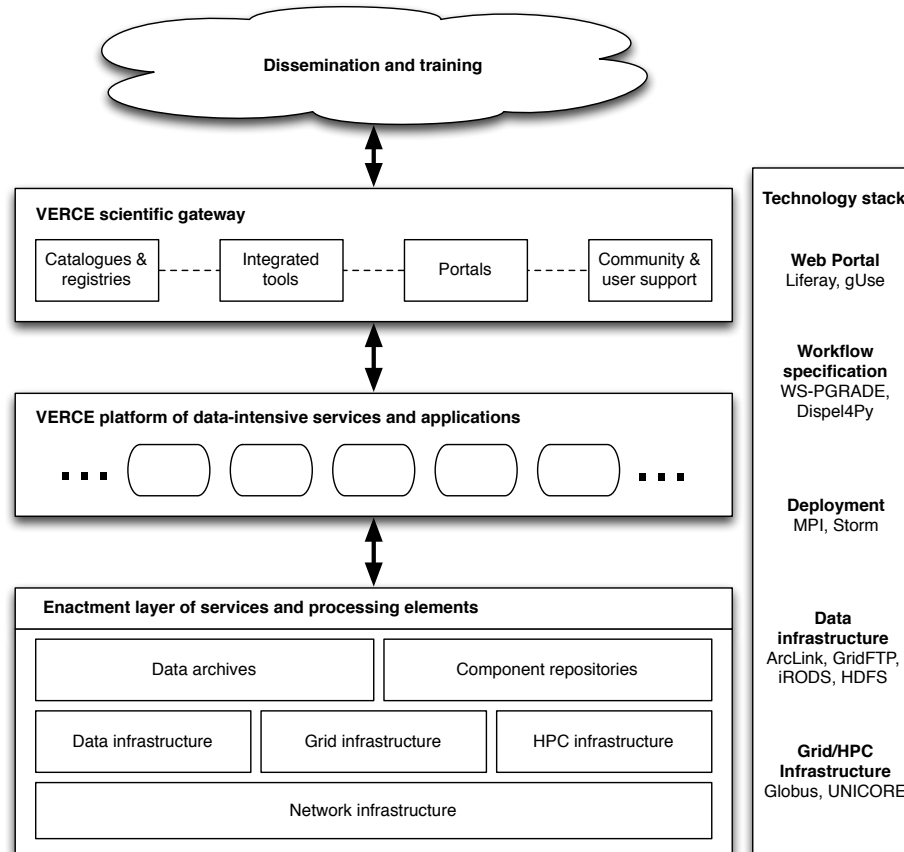 Dissemination and training
VERCE scientific gateway
Catalogues &
registries
Integrated
tools
Portals
Community &
user support
VERCE platform of data-intensive services and applications
Enactment layer of services and processing elements
Data archives
Component repositories
Data infrastructure
Grid infrastructure
HPC infrastructure
Network infrastructure
Technology stack
Web Portal
Liferay, gUse
Workflow
specification
WS-PGRADE,
Dispel4Py
Deployment
MPI, Storm
Data
infrastructure
ArcLink, GridFTP,
iRODS, HDFS
Grid/HPC
Infrastructure
Globus, UNICORE